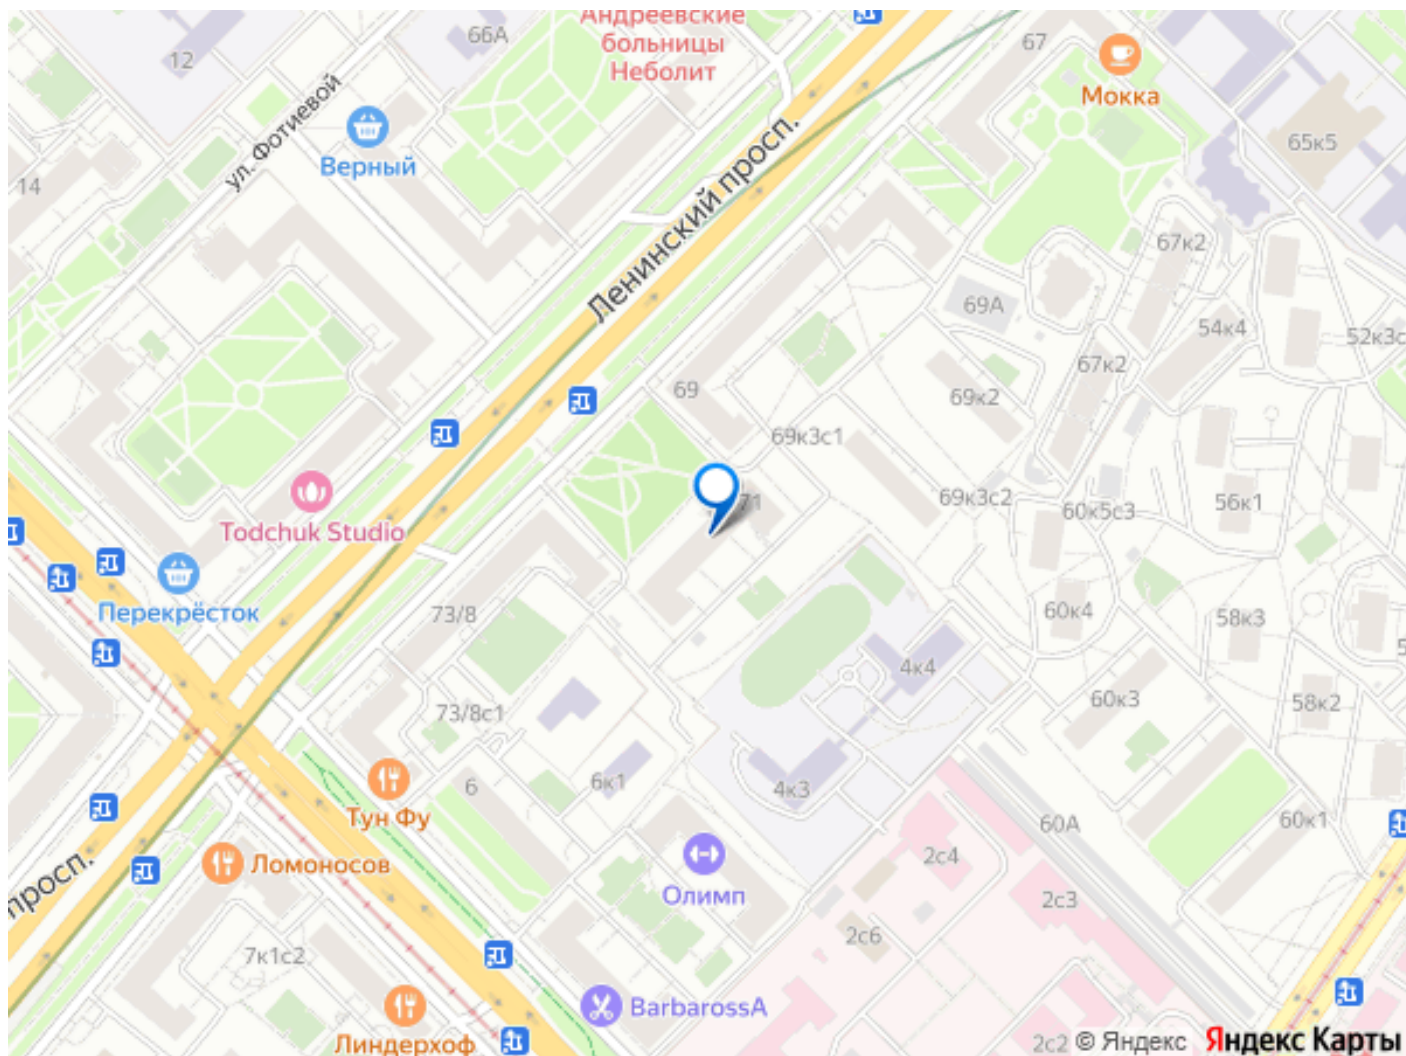 Андреевские
больницы
Неболит
66А
12
67
Мокка
ул. Фотиевой
Верный
65к5
14
Ленинский просп.
67к2
69А
54к4
52к3с
67к2
69
69к2
69к3с1
Todchuk Studio
71
69к3с2
60к5с3
56к1
Перекрёсток
73/8
60к4
58к3
5
4к4
60к3
58к2
73/8с1
6
6к1
4к3
Тун Фу
60А
60к1
просп.
Ломоносов
Олимп
2с4
2с3
2с6
7к1с2
BarbarossA
Линдерхоф
2с2 © Яндекс Яндекс Карты